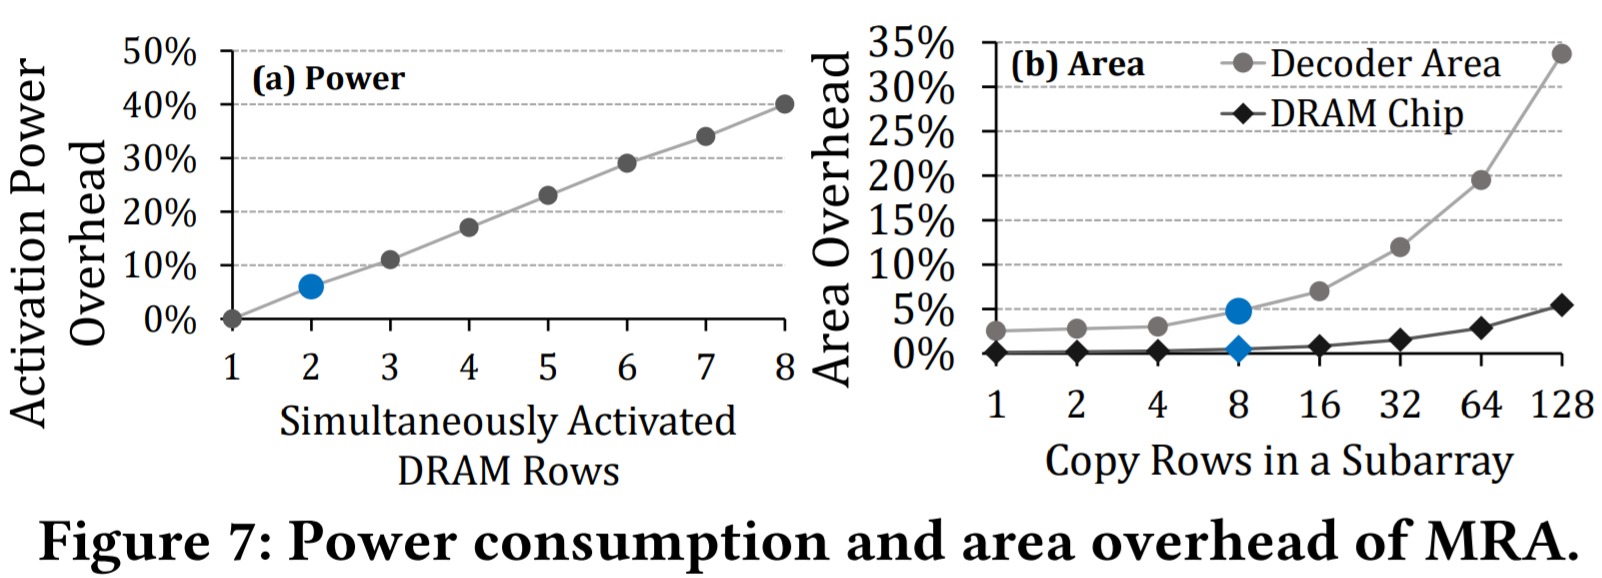 50%
40%
30%
20%
10%
0%
Activation Power
Overhead
(a) Power
1 2 3 4 5 6 7 8
Simultaneously Activated
DRAM Rows
35%
30%
25%
20%
15%
10%
5%
0%
Area Overhead
(b) Area
Decoder Area
DRAM Chip
1 2 4 8 16 32 64 128
Copy Rows in a Subarray
Figure 7: Power consumption and area overhead of MRA.